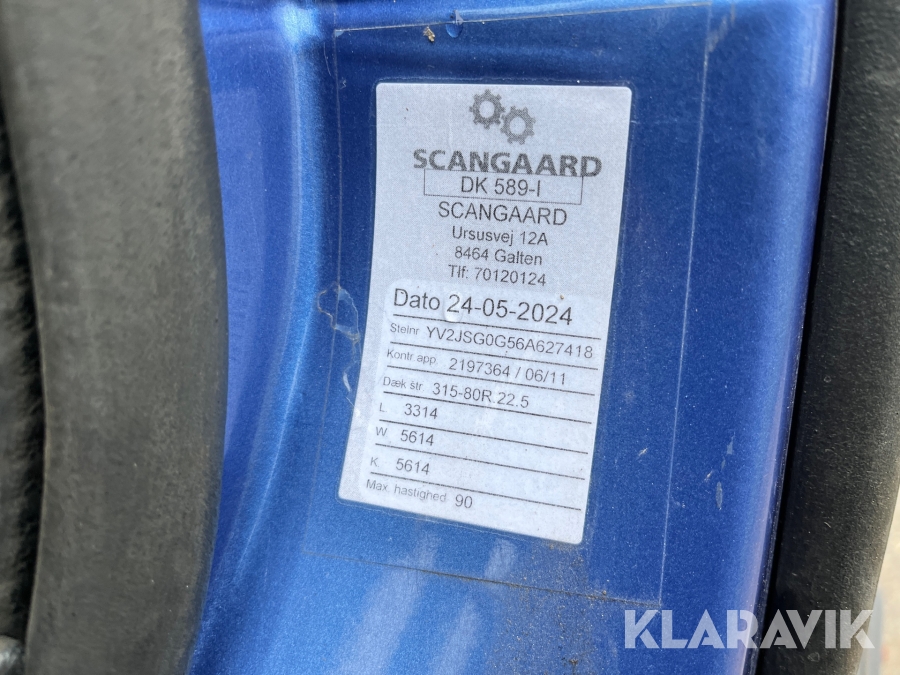 SCANGAARD
DK 589-I
SCANGAARD
Ursusvej 12A
8464 Galten
Tlf: 70120124
Dato 24-05-2024
Stelnr YV2JSG0G56A627418
Kontr app. 2197364 / 06/11
Dæk str 315-80R.22.5
L 3314
W 5614
K 5614
Max hastighed 90
KLARAVIK